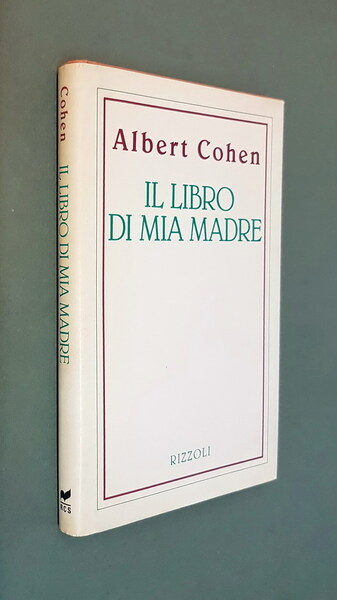 Albert Cohen
IL LIBRO
DI MIA MADRE
RIZZOLI
Cohen
IL LIBRO DI MIA MADRE
RCS